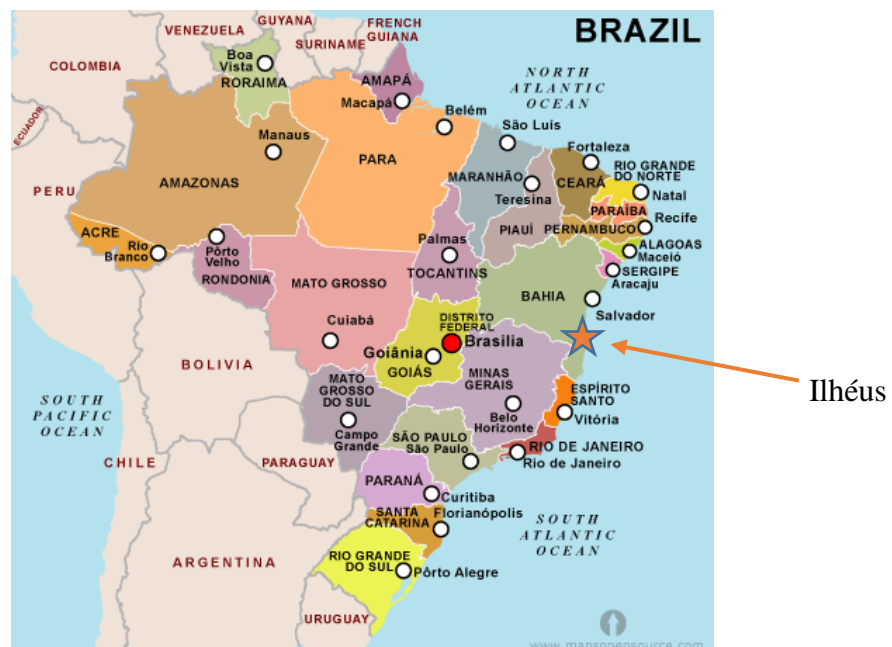 BRAZIL
GUYANA
FRENCH
GUIANA
VENEZUELA
SURINAME
Boa
Vista
RORAIMA
COLOMBIA
AMAPÁ
Macapá
NORTH
ATLANTIC
OCEAN
Belém
São Luis
ECUADOR
Manaus
Fortaleza
PARA
RIO GRANDE
DO NORTE
MARANHÃO
CEARÁ
AMAZONAS
Teresina
Natal
PERU
PARAÍBA
Recife
PIAUÍ
PERNAMBUCO
ACRE
Rio
Branco
Pôrto
Velho
Palmas
ALAGOAS
Maceió
TOCANTINS
RONDONIA
MATO GROSSO
SERGIPE
Aracaju
BAHIA
Salvador
DISTRITO
FEDERAL
Cuiabá
Brasilia
Goiânia
GOIÁS
BOLIVIA
MINAS
GERAIS
MATO
GROSSO
DO SUL
Ilhéus
ESPÍRITO
SANTO
Vitória
SOUTH
PACIFIC
OCEAN
Belo
Horizonte
Campo
Grande
SÃO PAULO
São Paulo
RIO DE JANEIRO
Rio de Janeiro
CHILE
PARAGUAY
PARANÁ
Curitiba
SANTA
CATARINA
Florianópolis
SOUTH
ATLANTIC
OCEAN
ARGENTINA
RIO GRANDE
DO SUL
Pôrto Alegre
URUGUAY
www.mapsopensource.com